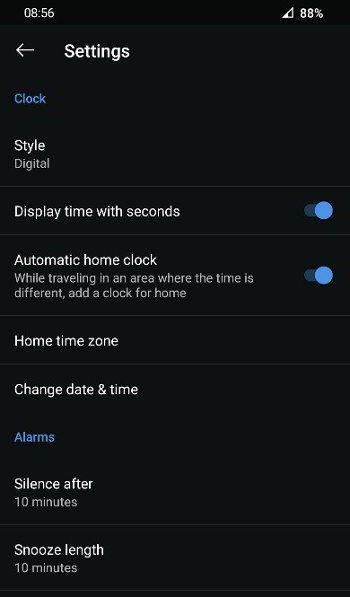 08:56 88%
Settings
Clock
Style
Digital
Display time with seconds
Automatic home clock
While traveling in an area where the time is
different, add a clock for home
Home time zone
Change date & time
Alarms
Silence after
10 minutes
Snooze length
10 minutes